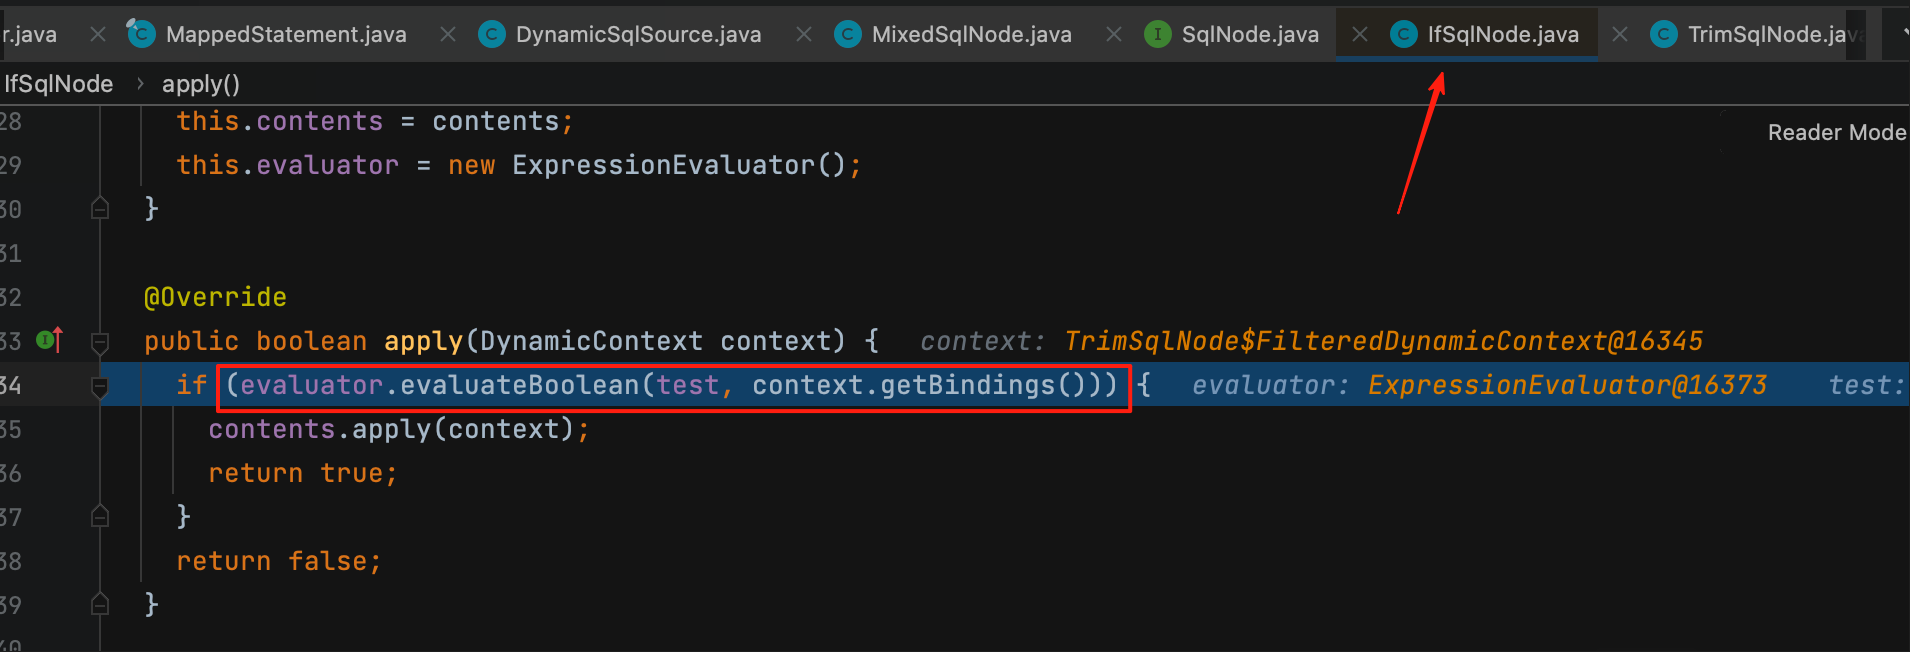 r.java MappedStatement.java DynamicSqlSource.java MixedSqlNode.java SqlNode.java IfSqlNode.java TrimSqlNode.java
IfSqlNode › apply()
28 this.contents = contents;
Reader Mode
29 this.evaluator = new ExpressionEvaluator();
30 }
31
32 @Override
33 public boolean apply(DynamicContext context) { context: TrimSqlNode$FilteredDynamicContext@16345
34 if (evaluator.evaluateBoolean(test, context.getBindings())) { evaluator: ExpressionEvaluator@16373 test:
35 contents.apply(context);
36 return true;
37 }
38 return false;
39 }
40